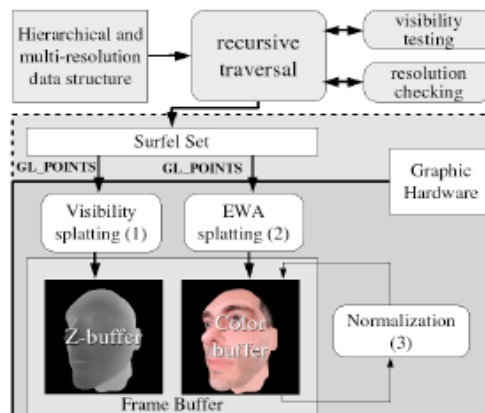 Hierarchical and
multi-resolution
data structure
recursive
traversal
visibility
testing
resolution
checking
Surfel Set
GL_POINTS
GL_POINTS
Graphic
Hardware
Visibility
splatting (1)
EWA
splatting (2)
Z-buffer
Color
buffer
Normalization
(3)
Frame Buffer